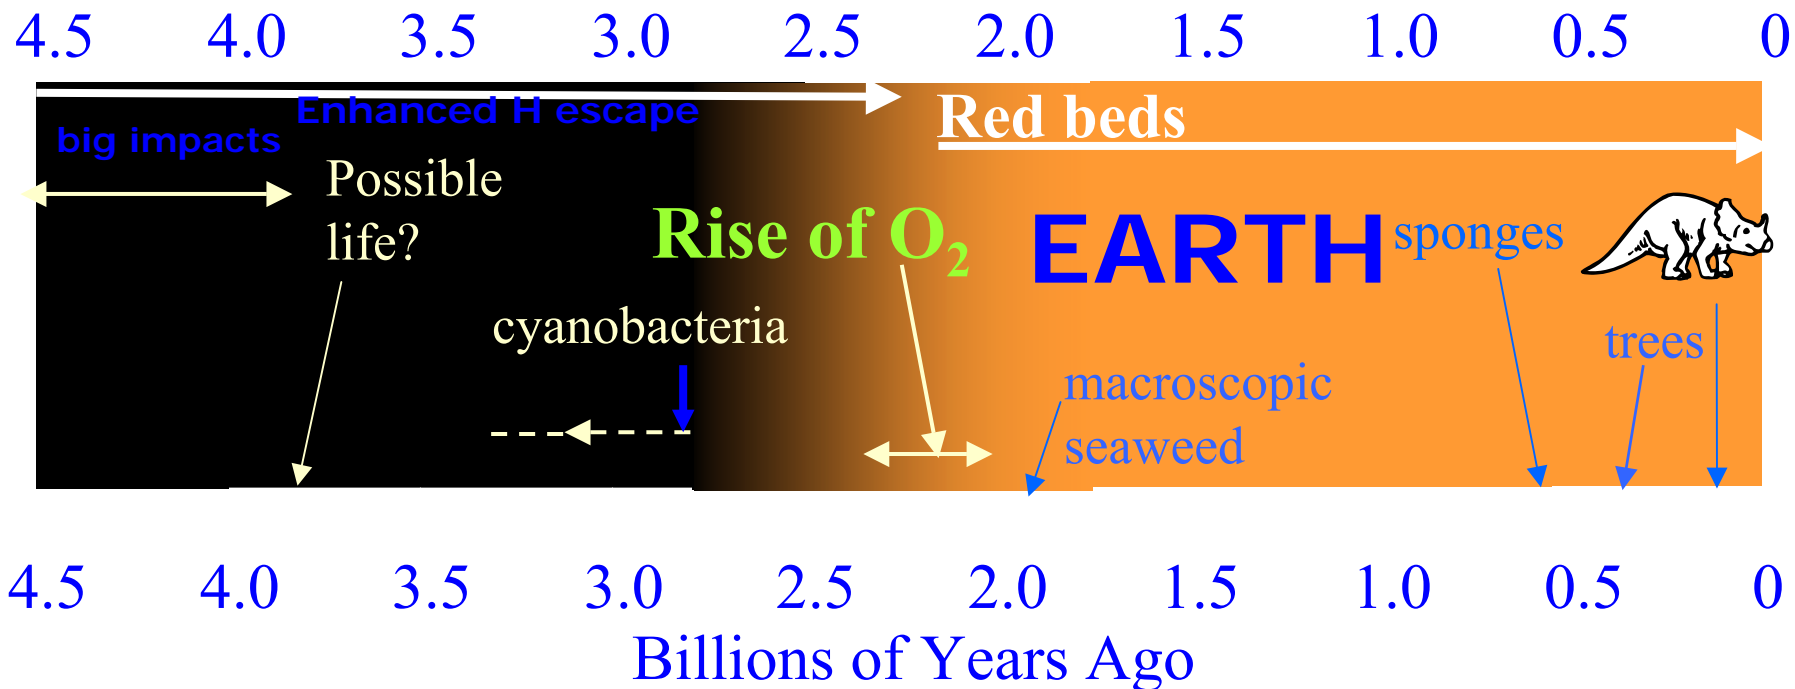 4.5 4.0 3.5 3.0 2.5 2.0 1.5 1.0 0.5 0
Enhanced H escape
Red beds
big impacts
Possible
life?
Rise of O₂
EARTH
sponges
cyanobacteria
trees
macroscopic
seaweed
4.5 4.0 3.5 3.0 2.5 2.0 1.5 1.0 0.5 0
Billions of Years Ago